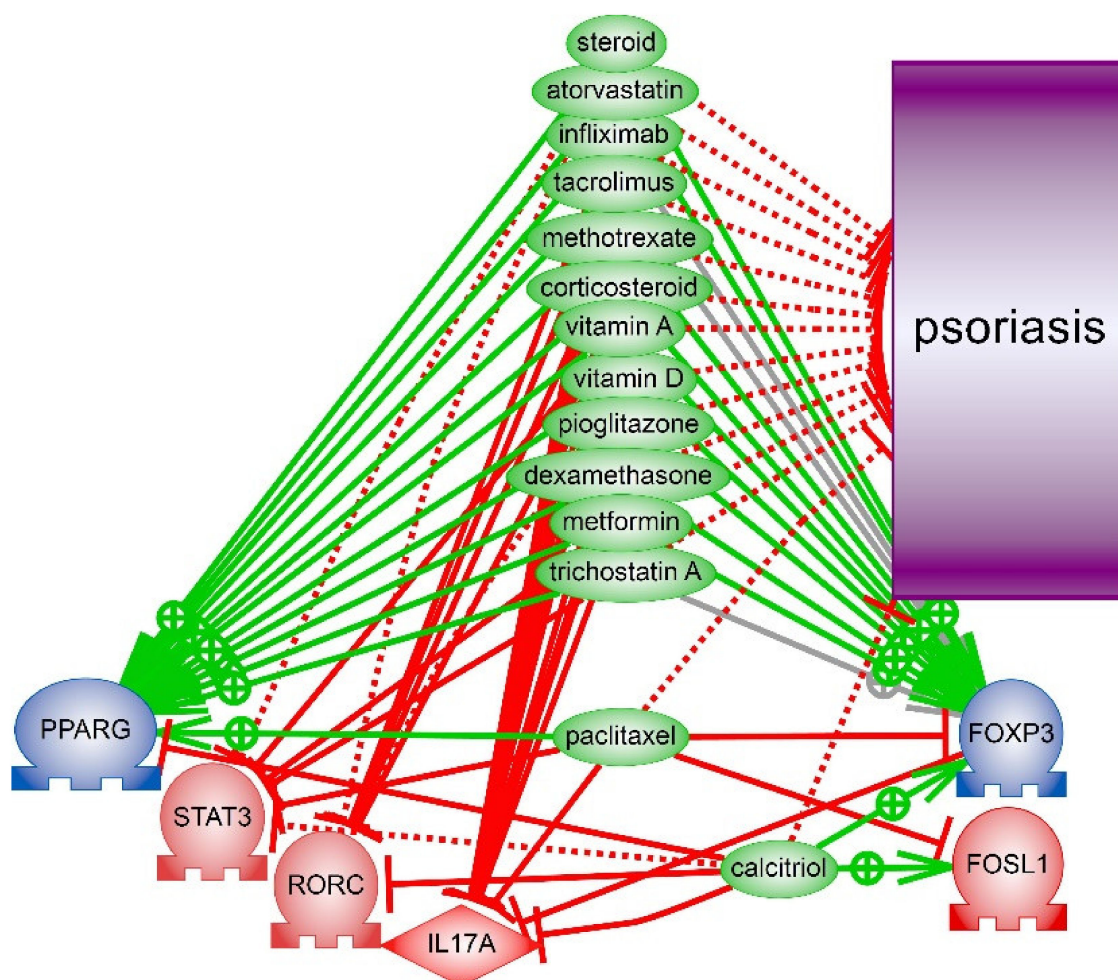 steroid
atorvastatin
infliximab
tacrolimus
methotrexate
corticosteroid
vitamin A
psoriasis
vitamin D
pioglitazone
dexamethasone
metformin
trichostatin A
PPARG
paclitaxel
FOXP3
STAT3
calcitriol
FOSL1
RORC
IL17A